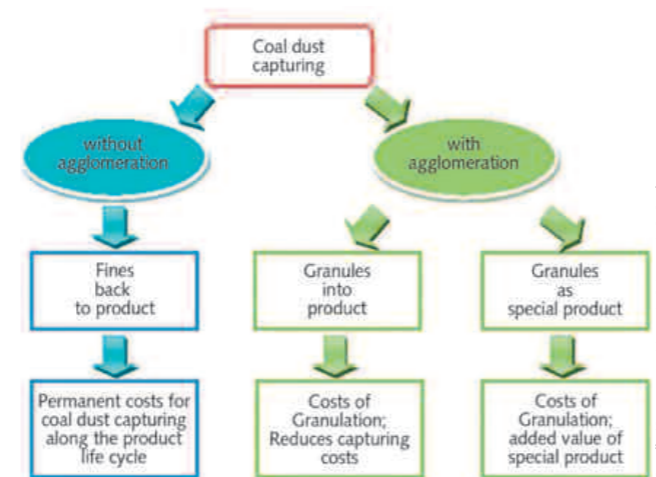 Coal dust
capturing
without
agglomeration
with
agglomeration
Fines
back
to product
Granules
into
product
Granules
as
special product
Permanent costs for
coal dust capturing
along the product
life cycle
Costs of
Granulation;
Reduces capturing
costs
Costs of
Granulation;
added value of
special product